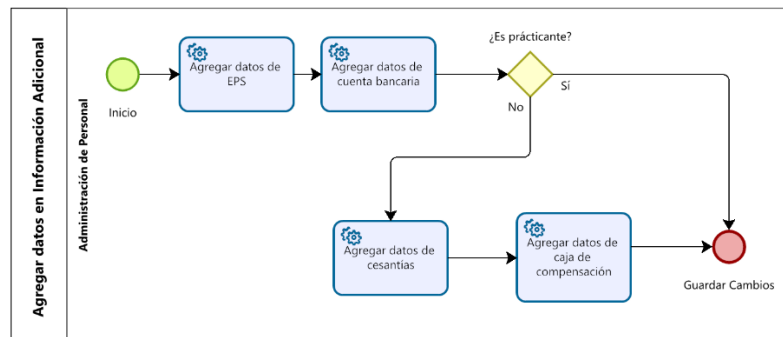 Agregar datos en Información Adicional
Administración de Personal
Inicio
Agregar datos de
EPS
Agregar datos de
cuenta bancaria
¿Es prácticante?
Sí
No
Agregar datos de
cesantías
Agregar datos de
caja de
compensación
Guardar Cambios